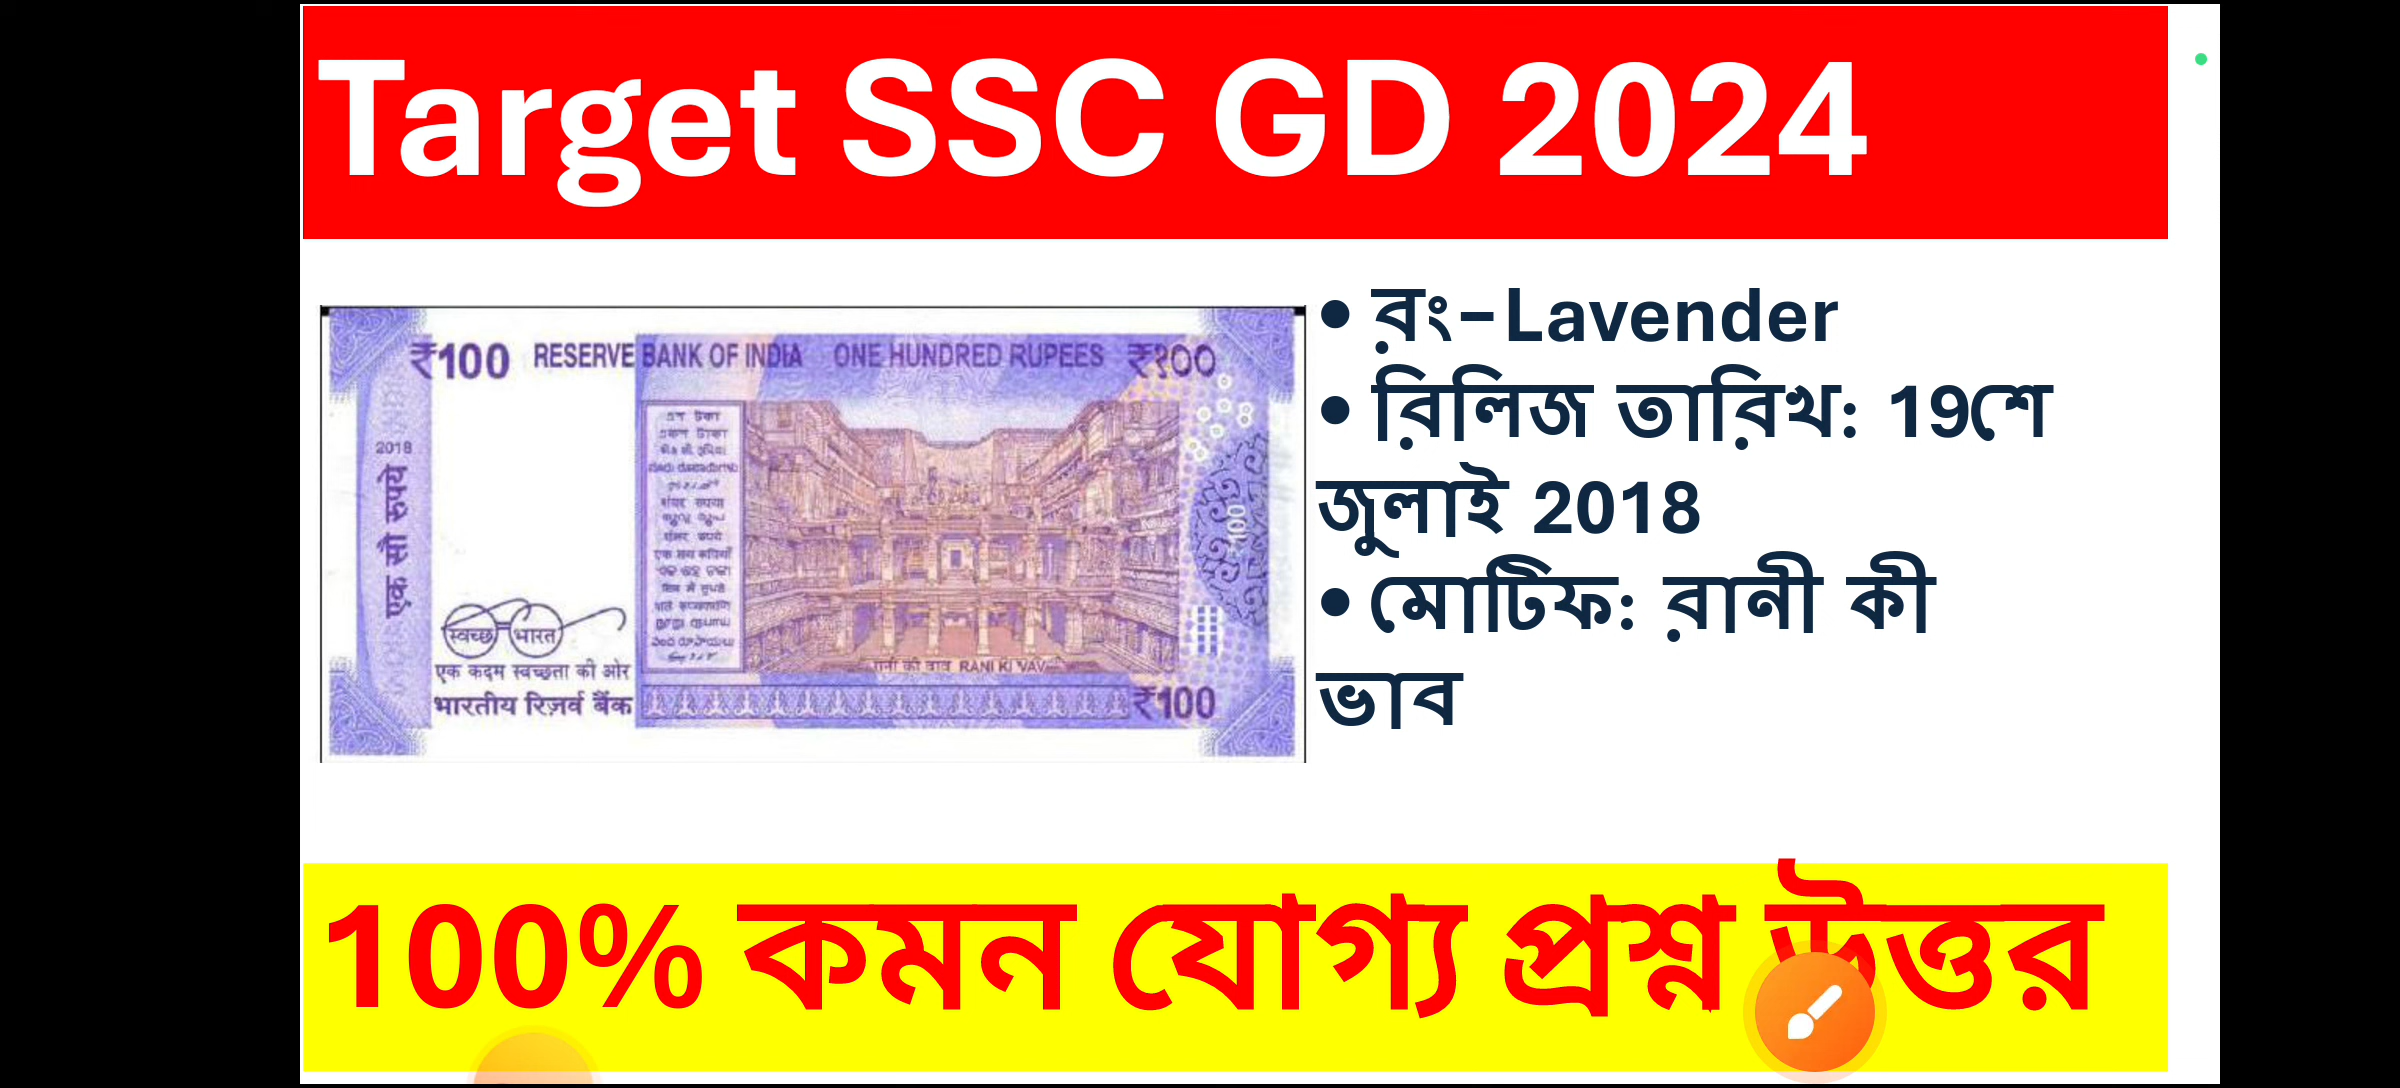 Target SSC GD 2024
• রং-Lavender
• রিলিজ তারিখ: 19শে
জুলাই 2018
• মোটিফ: রানী কী
ভাব
₹100 RESERVE BANK OF INDIA ONE HUNDRED RUPEES ₹१००
2018
एक सौ रुपये
₹100
स्वच्छ भारत
एक कदम स्वच्छता की ओर
भारतीय रिज़र्व बैंक
रानी की वाव RANI KI VAV
₹100
100% কমন যোগ্য প্রশ্ন উত্তর